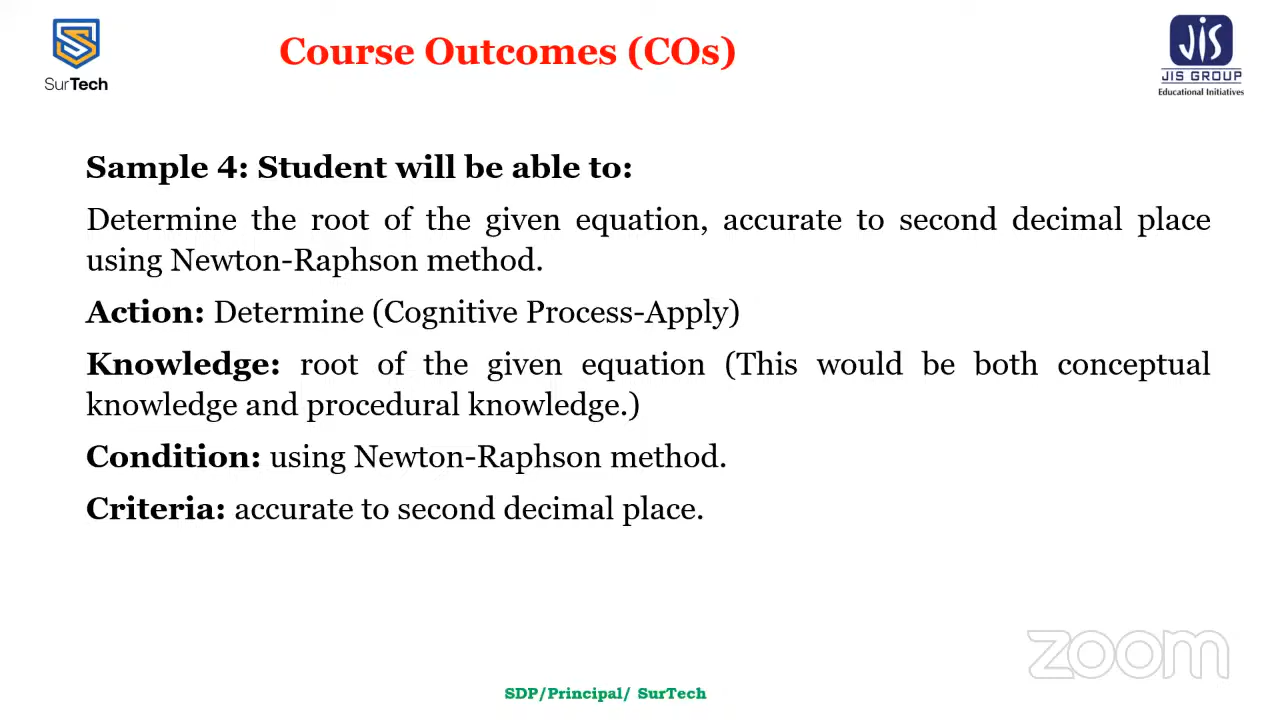 SurTech
Course Outcomes (COs)
JIS
JIS GROUP
Educational Initiatives
Sample 4: Student will be able to:
Determine the root of the given equation, accurate to second decimal place
using Newton-Raphson method.
Action: Determine (Cognitive Process-Apply)
Knowledge: root of the given equation (This would be both conceptual
knowledge and procedural knowledge.)
Condition: using Newton-Raphson method.
Criteria: accurate to second decimal place.
zoom
SDP/Principal/ SurTech